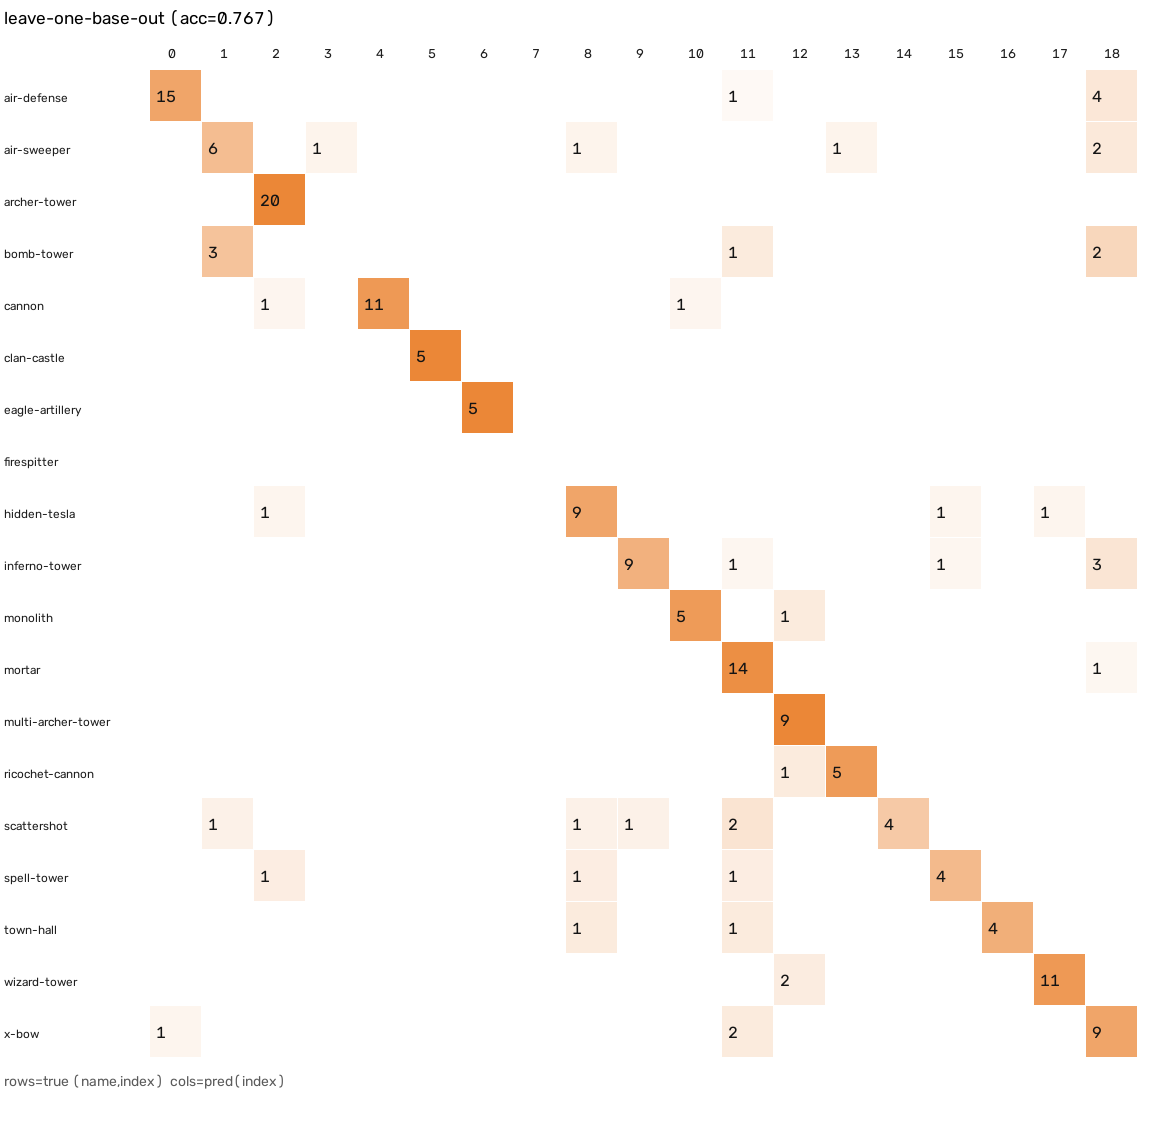 leave-one-base-out (acc=0.767)
0 1 2 3 4 5 6 7 8 9 10 11 12 13 14 15 16 17 18
air-defense 15 1 4
air-sweeper 6 1 1 1 2
archer-tower 20
bomb-tower 3 1 2
cannon 1 11 1
clan-castle 5
eagle-artillery 5
firespitter
hidden-tesla 1 9 1 1
inferno-tower 9 1 1 3
monolith 5 1
mortar 14 1
multi-archer-tower 9
ricochet-cannon 1 5
scattershot 1 1 1 2 4
spell-tower 1 1 1 4
town-hall 1 1 4
wizard-tower 2 11
x-bow 1 2 9
rows=true (name,index) cols=pred(index)